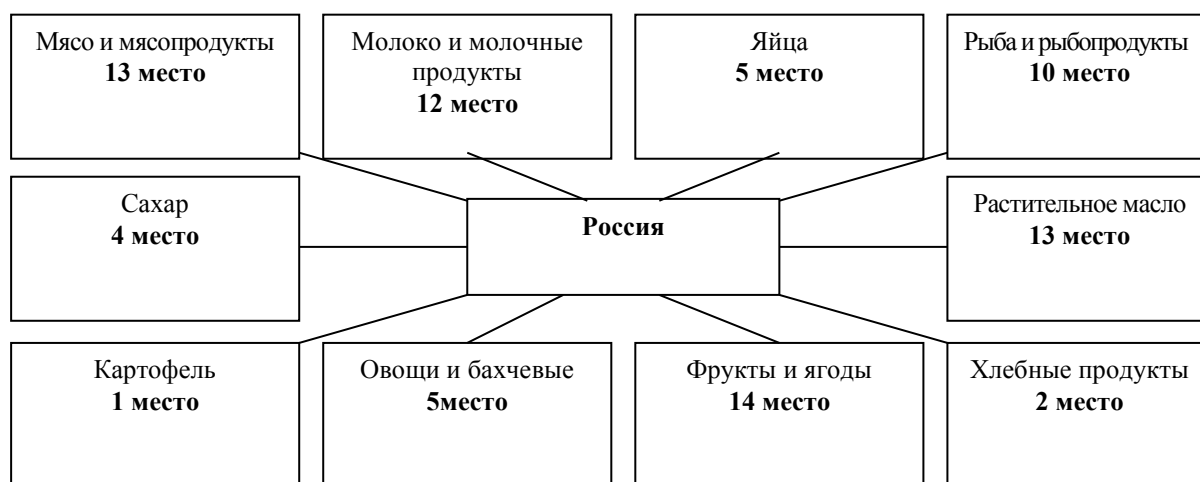 Мясо и мясопродукты
13 место
Молоко и молочные
продукты
12 место
Яйца
5 место
Рыба и рыбопродукты
10 место
Сахар
4 место
Россия
Растительное масло
13 место
Картофель
1 место
Овощи и бахчевые
5место
Фрукты и ягоды
14 место
Хлебные продукты
2 место